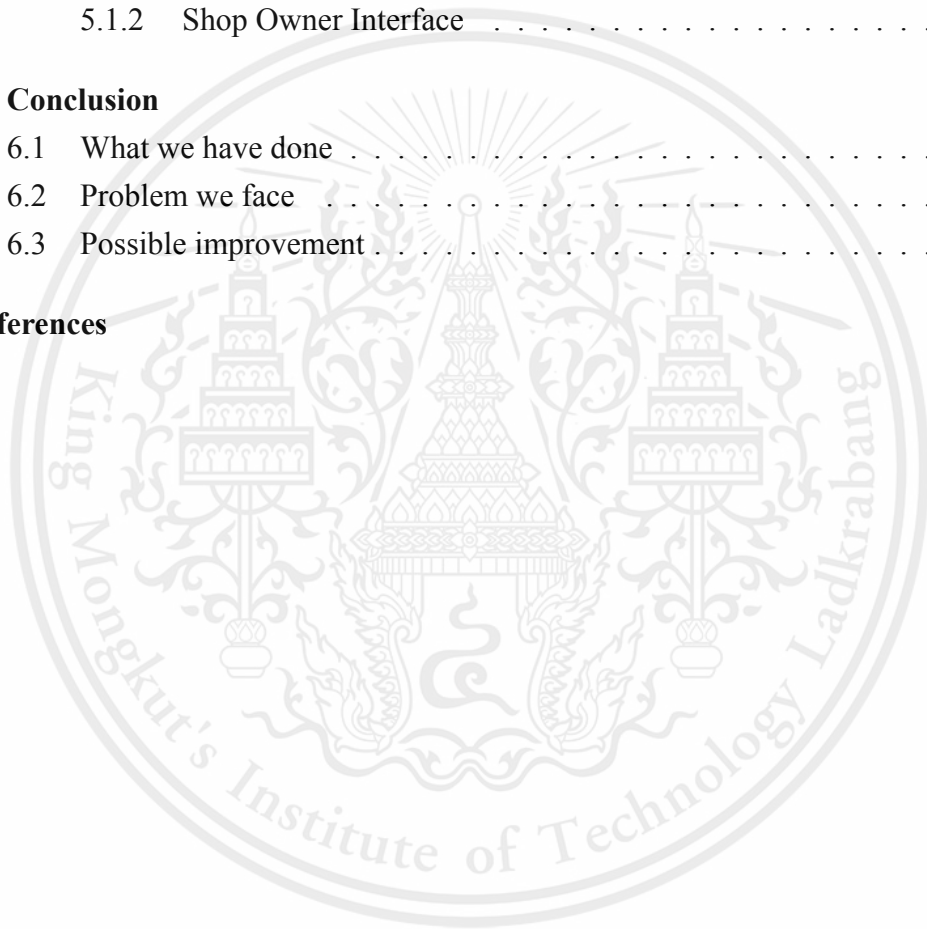 5.1.2 Shop Owner Interface . . . . . . . . . . . . . . . . . .
Conclusion
6.1 What we have done . . . . . . . . . . . . . . . . . . . . . . .
6.2 Problem we face . . . . . . . . . . . . . . . . . . . . . . . .
6.3 Possible improvement . . . . . . . . . . . . . . . . . . . . . .
ferences
King Mongkut's Institute of Technology Ladkrabang